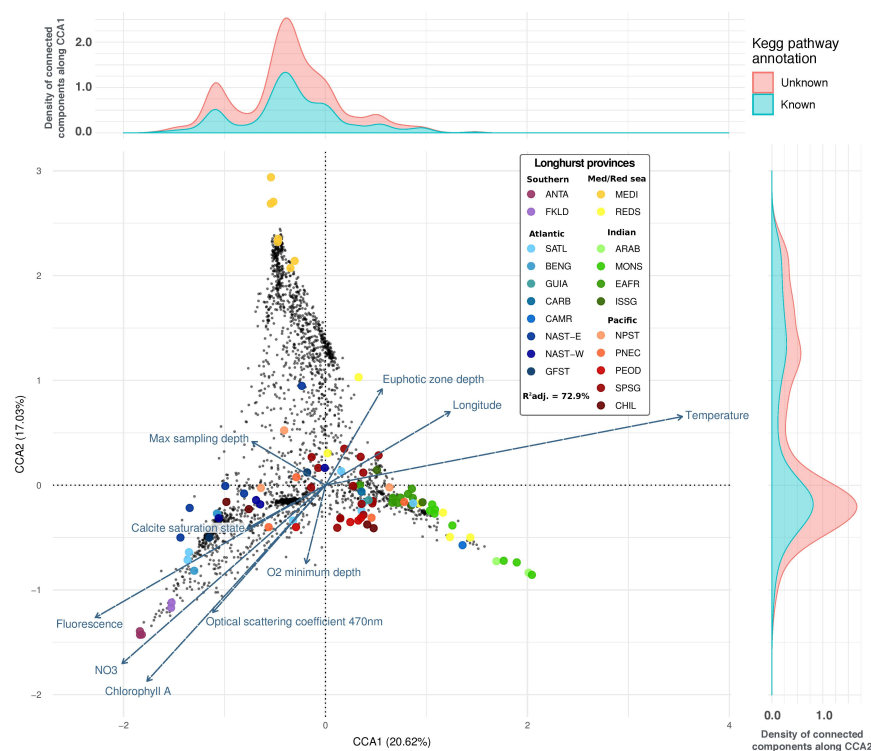 Density of connected
components along CCA1
2.0
1.0
0.0
Kegg pathway
annotation
Unknown
Known
CCA2 (17.03%)
3
2
1
0
−1
−2
Longhurst provinces
Southern
ANTA
FKLD
Med/Red sea
MEDI
REDS
Atlantic
SATL
BENG
GUIA
CARB
CAMR
NAST−E
NAST−W
GFST
Indian
ARAB
MONS
EAFR
ISSG
Pacific
NPST
PNEC
PEOD
SPSG
CHIL
R²adj. = 72.9%
Euphotic zone depth
Longitude
Temperature
Max sampling depth
Calcite saturation state
O2 minimum depth
Optical scattering coefficient 470nm
Fluorescence
NO3
Chlorophyll A
−2
0
2
4
CCA1 (20.62%)
0.0
1.0
Density of connected
components along CCA2